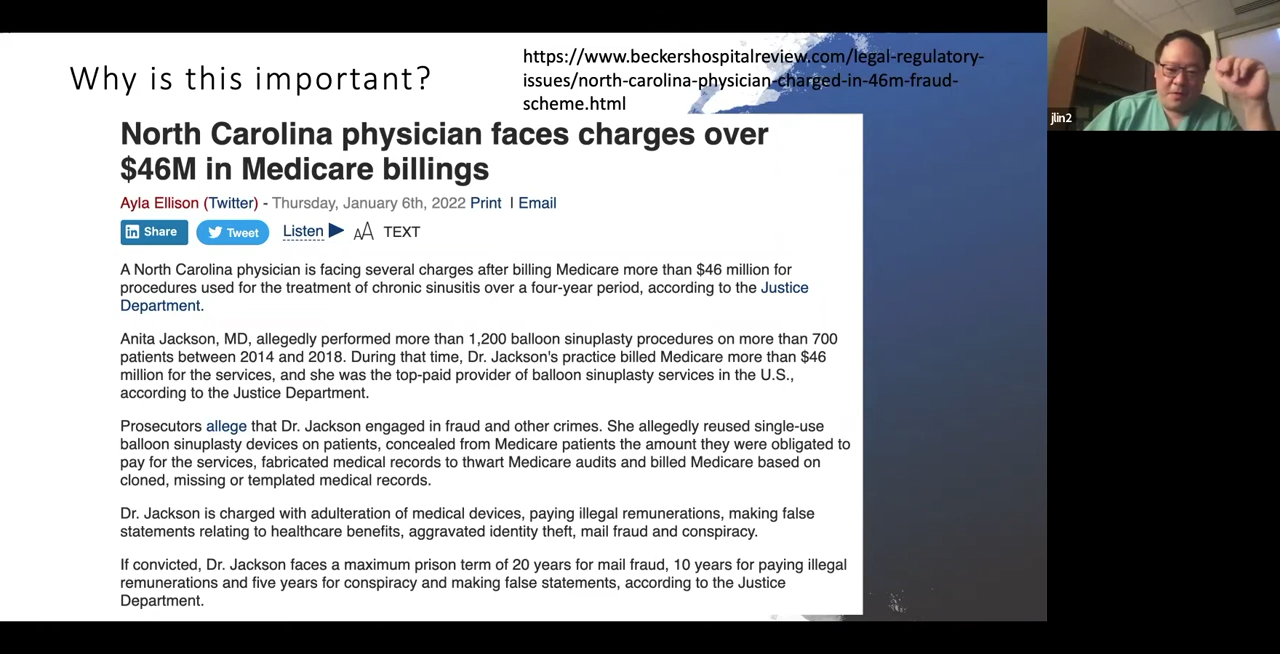 Why is this important?
https://www.beckershospitalreview.com/legal-regulatory-
issues/north-carolina-physician-charged-in-46m-fraud-
scheme.html
North Carolina physician faces charges over
$46M in Medicare billings
Ayla Ellison (Twitter) - Thursday, January 6th, 2022 Print | Email
in Share Tweet Listen AA TEXT
A North Carolina physician is facing several charges after billing Medicare more than $46 million for
procedures used for the treatment of chronic sinusitis over a four-year period, according to the Justice
Department.
Anita Jackson, MD, allegedly performed more than 1,200 balloon sinuplasty procedures on more than 700
patients between 2014 and 2018. During that time, Dr. Jackson's practice billed Medicare more than $46
million for the services, and she was the top-paid provider of balloon sinuplasty services in the U.S.,
according to the Justice Department.
Prosecutors allege that Dr. Jackson engaged in fraud and other crimes. She allegedly reused single-use
balloon sinuplasty devices on patients, concealed from Medicare patients the amount they were obligated to
pay for the services, fabricated medical records to thwart Medicare audits and billed Medicare based on
cloned, missing or templated medical records.
Dr. Jackson is charged with adulteration of medical devices, paying illegal remunerations, making false
statements relating to healthcare benefits, aggravated identity theft, mail fraud and conspiracy.
If convicted, Dr. Jackson faces a maximum prison term of 20 years for mail fraud, 10 years for paying illegal
remunerations and five years for conspiracy and making false statements, according to the Justice
Department.
jlin2